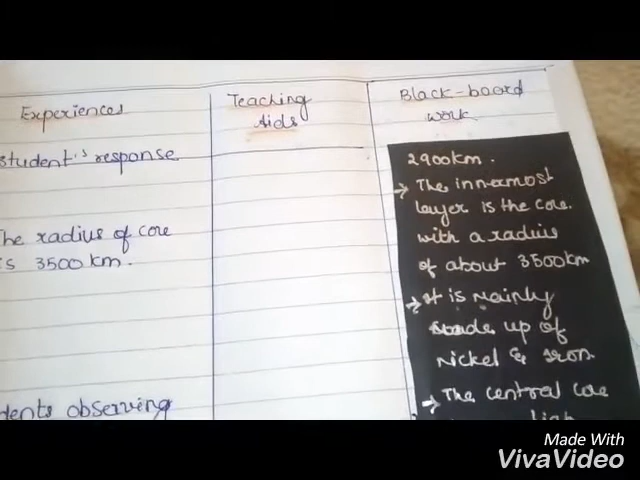 Experiences
Teaching
Aids
Black-board
work
student's response
The radius of core
is 3500 km.
dents observing
2900km.
→ The innermost
layer is the core.
with a radius
of about 3500km
→ It is mainly
made up of
Nickel & Iron.
→ The central core
Made With
VivaVideo